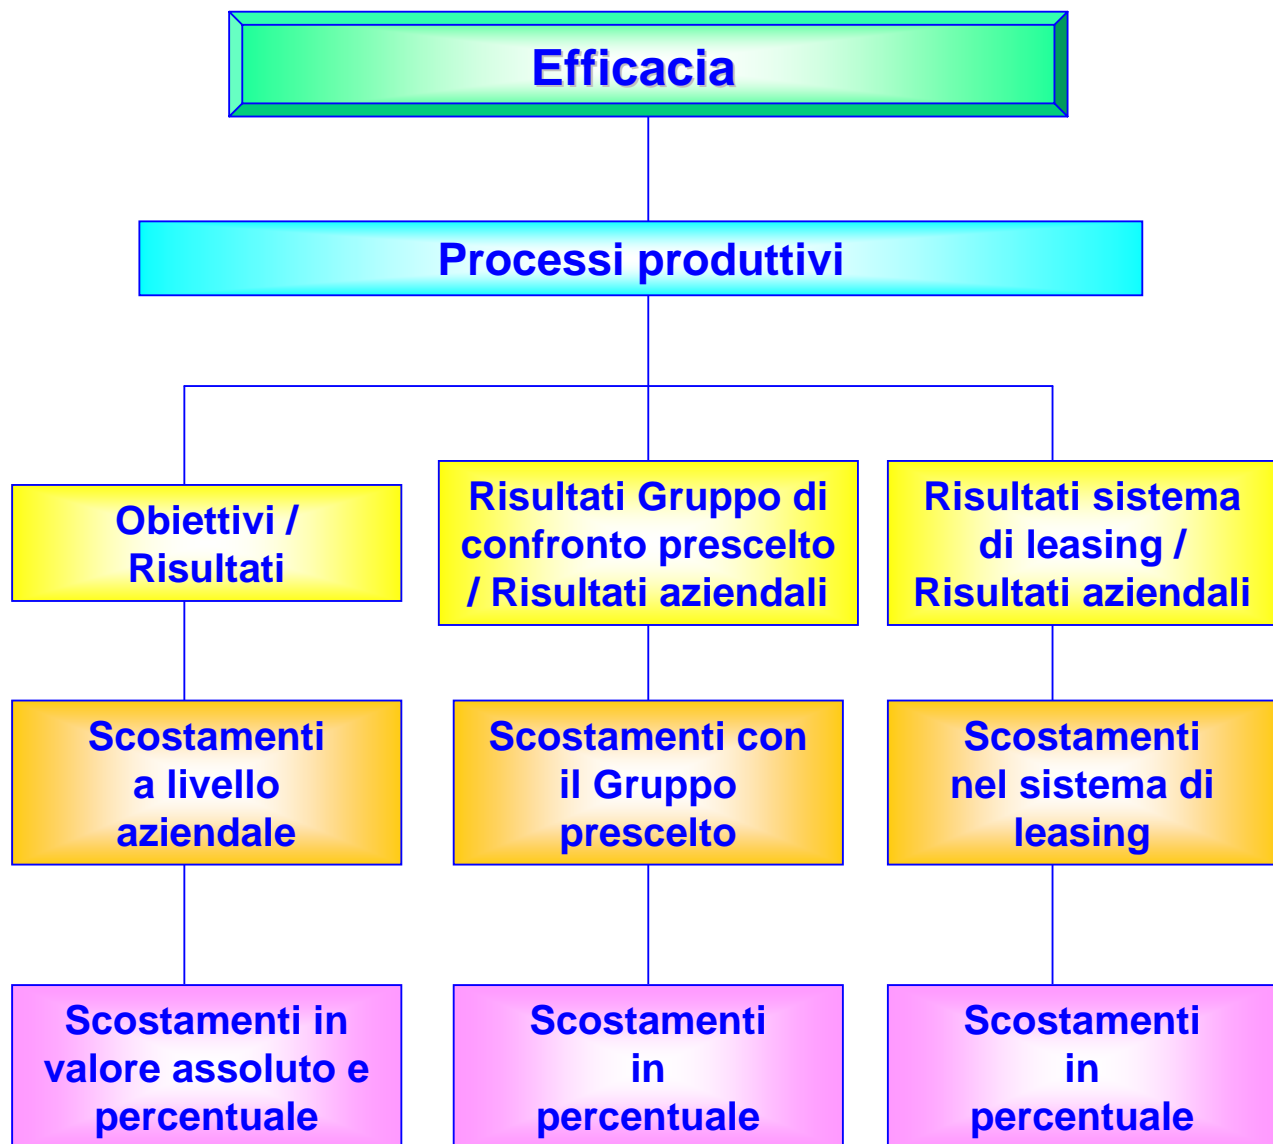 Efficacia
Processi produttivi
Obiettivi /
Risultati
Risultati Gruppo di
confronto prescelto
/ Risultati aziendali
Risultati sistema
di leasing /
Risultati aziendali
Scostamenti
a livello
aziendale
Scostamenti con
il Gruppo
prescelto
Scostamenti
nel sistema di
leasing
Scostamenti in
valore assoluto e
percentuale
Scostamenti
in
percentuale
Scostamenti
in
percentuale